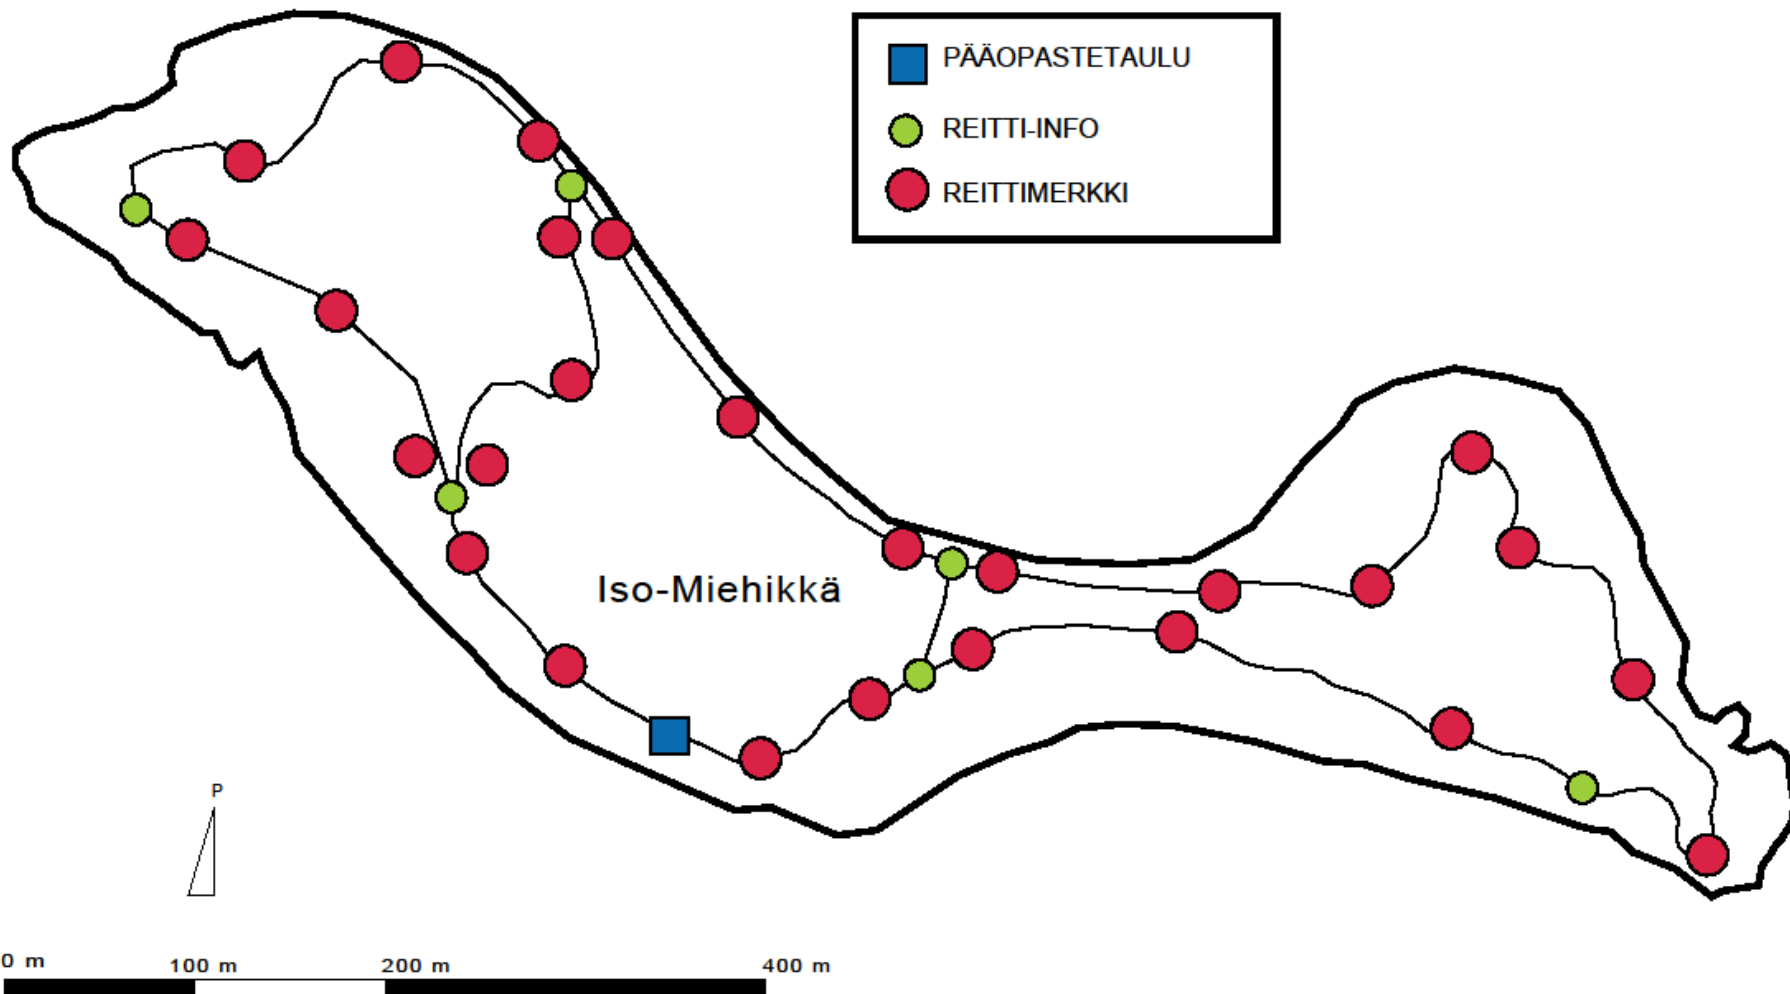 PÄÄOPASTETAULU
REITTI-INFO
REITTIMERKKI
Iso-Miehikkä
P
0 m 100 m 200 m 400 m